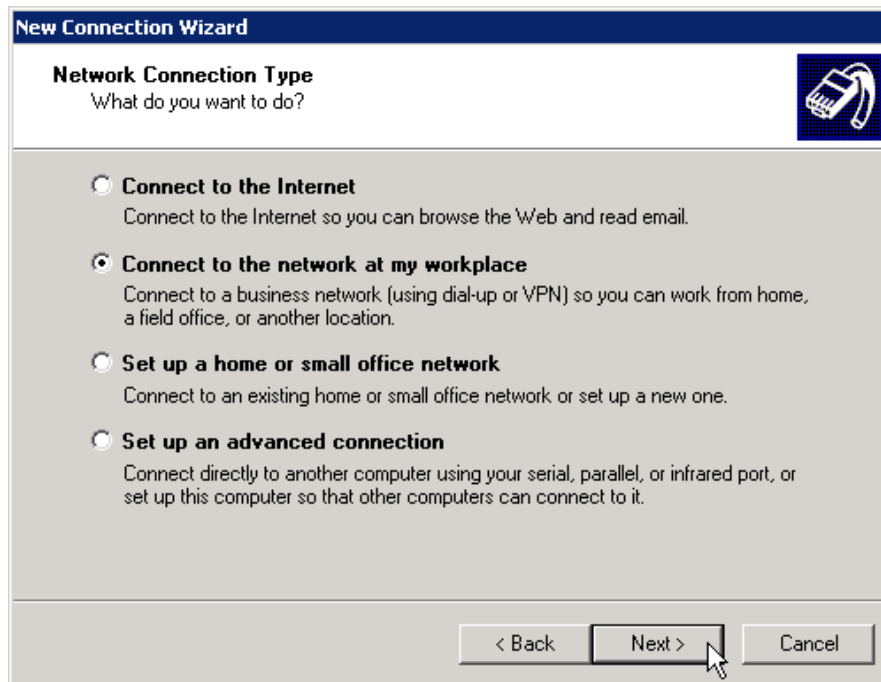 New Connection Wizard
Network Connection Type
What do you want to do?
Connect to the Internet
Connect to the Internet so you can browse the Web and read email.
Connect to the network at my workplace
Connect to a business network (using dial-up or VPN) so you can work from home,
a field office, or another location.
Set up a home or small office network
Connect to an existing home or small office network or set up a new one.
Set up an advanced connection
Connect directly to another computer using your serial, parallel, or infrared port, or
set up this computer so that other computers can connect to it.
< Back Next > Cancel